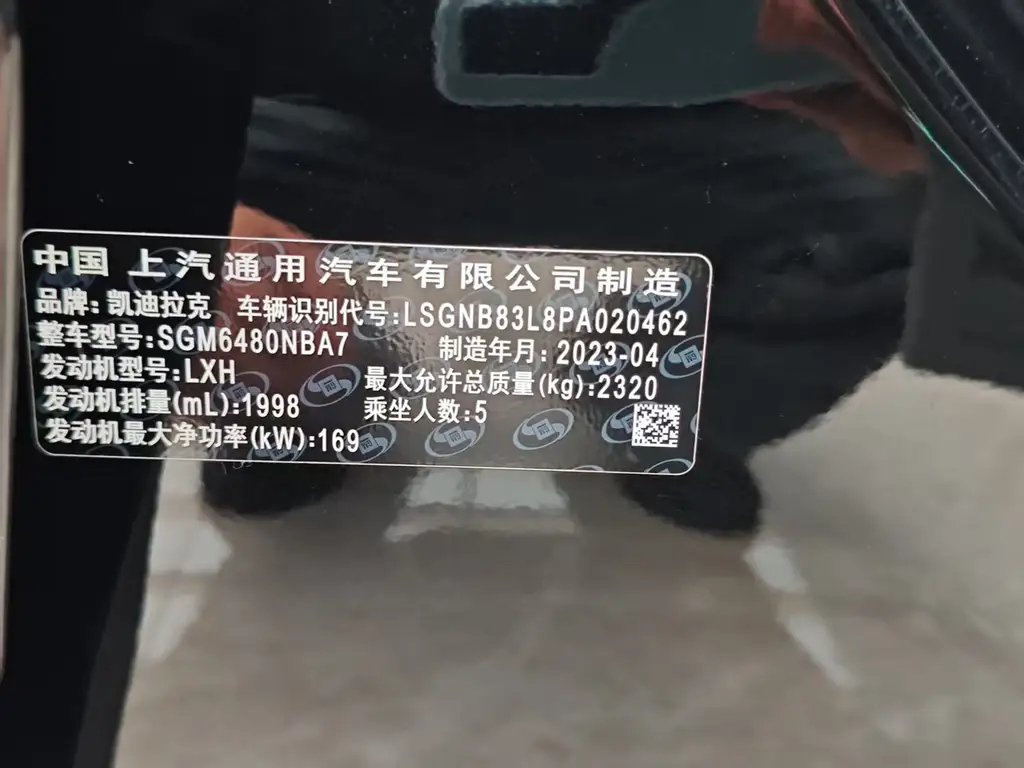 中国 上汽通用汽车有限公司制造
品牌: 凯迪拉克 车辆识别代号:LSGNB83L8PA020462
整车型号:SGM6480NBA7 制造年月: 2023-04
发动机型号:LXH 最大允许总质量(kg):2320
发动机排量(mL):1998 乘坐人数:5
发动机最大净功率(kW):169